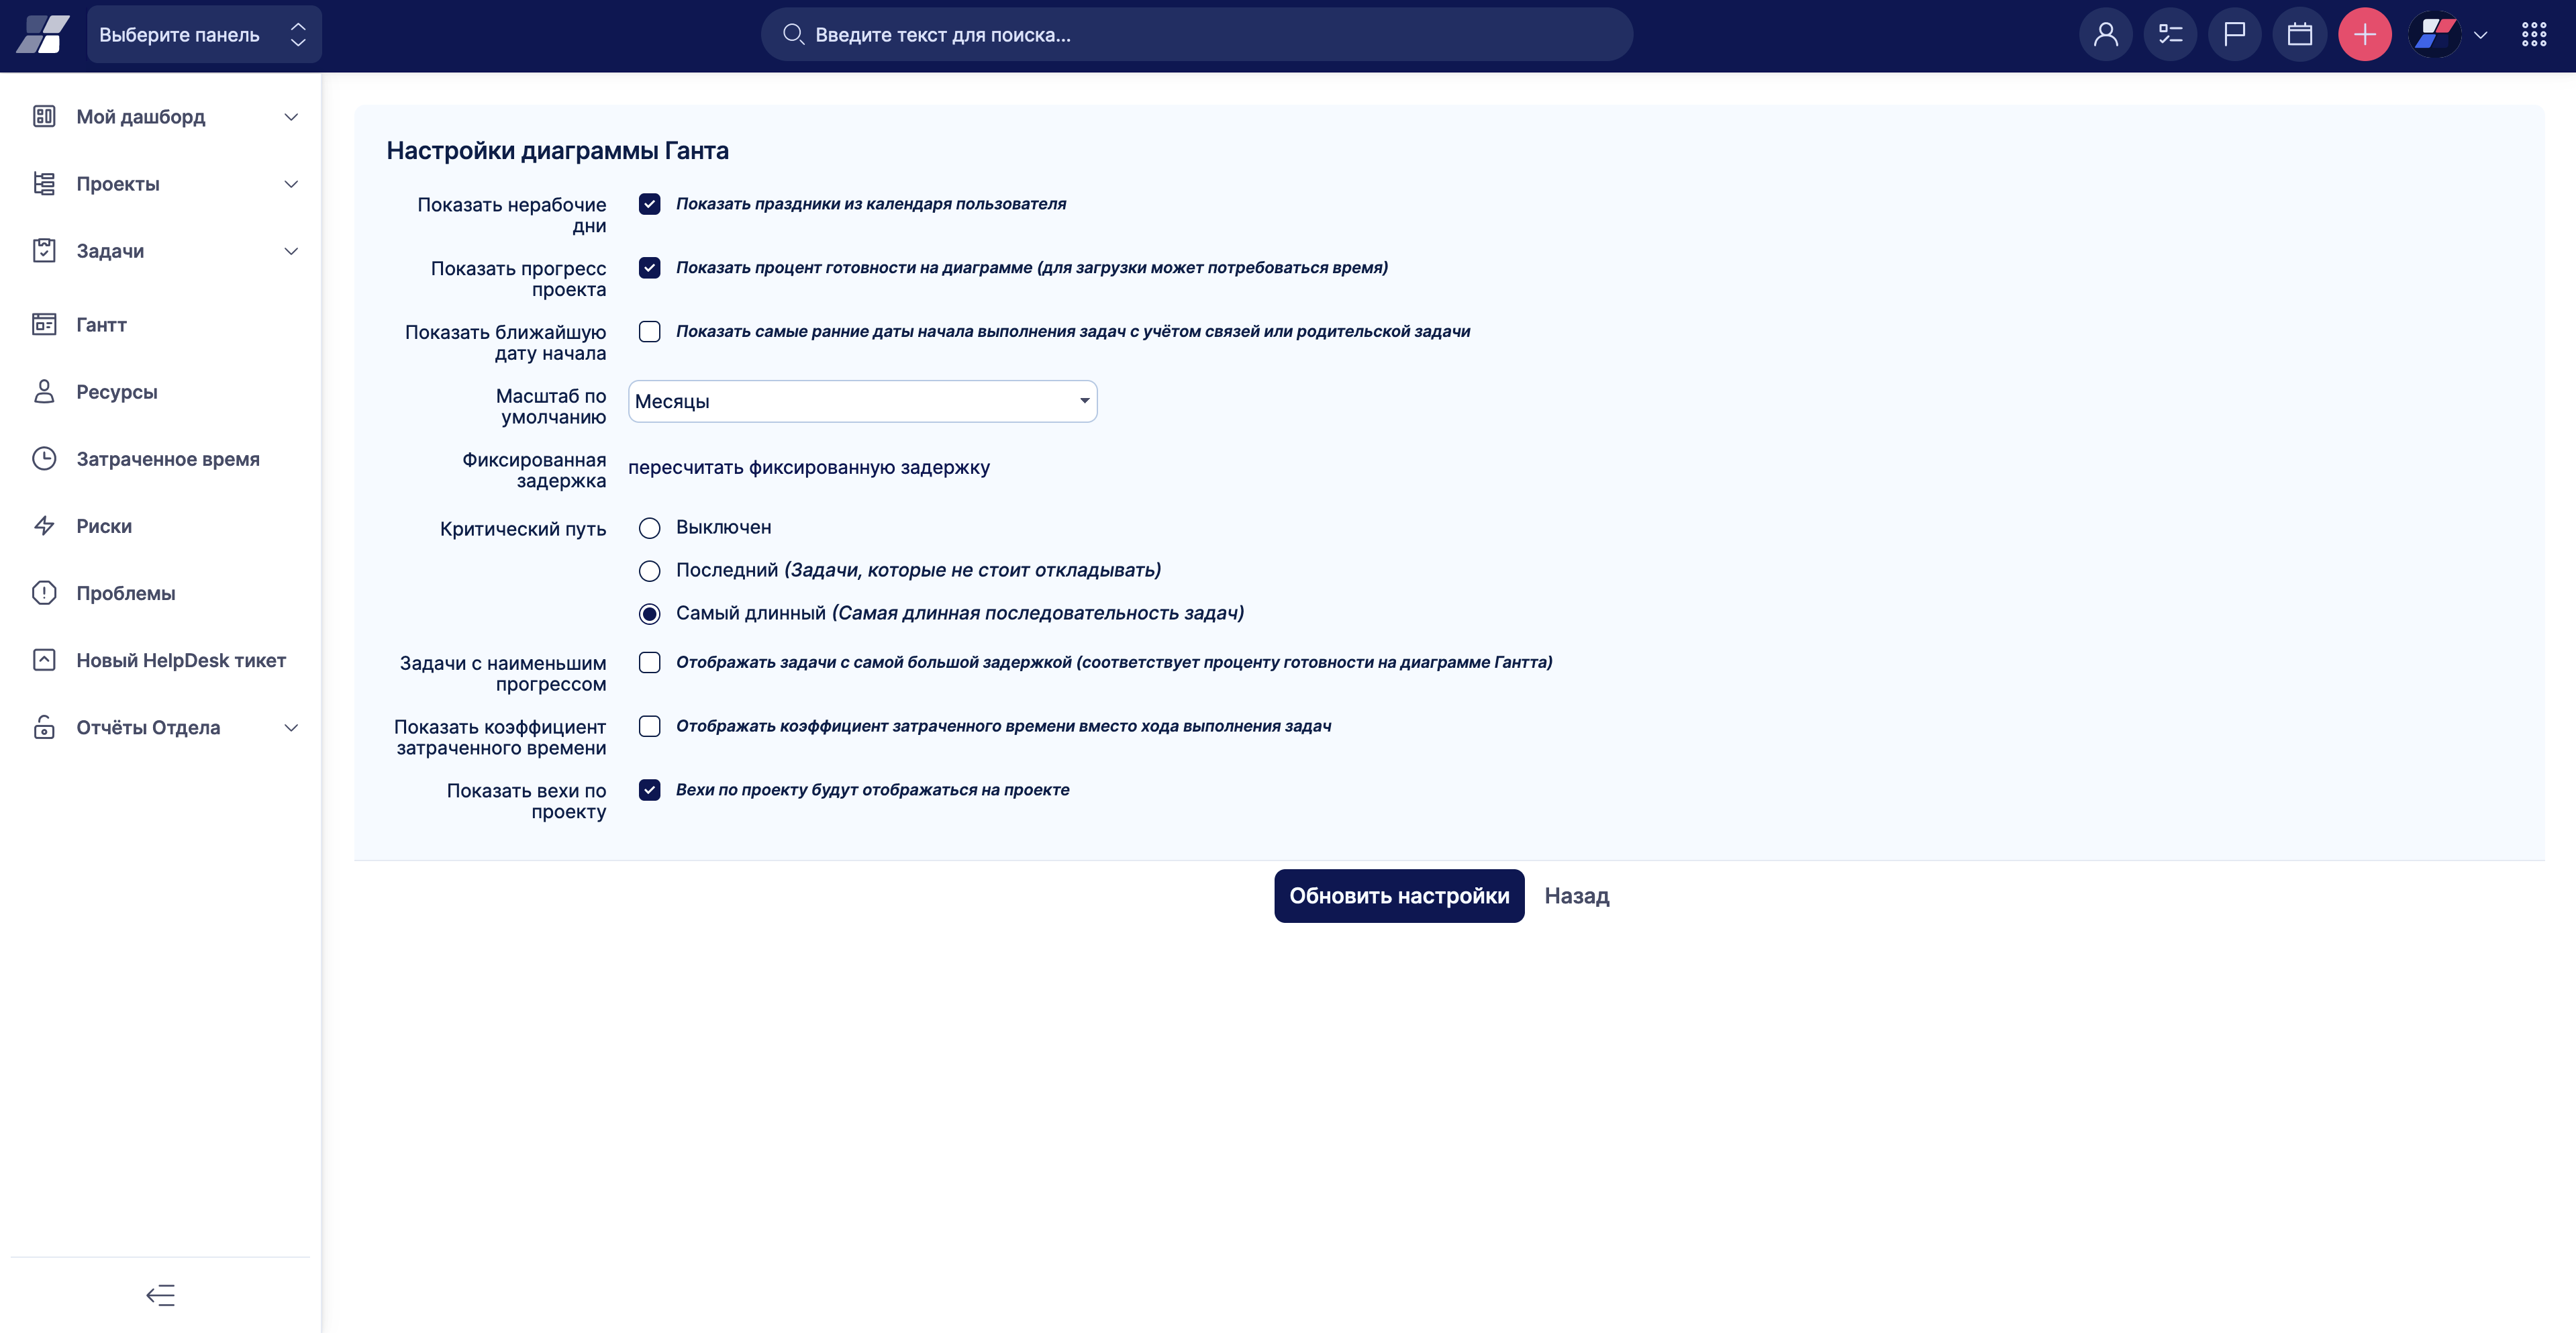 Выберите панель
Введите текст для поиска...
Мой дашборд
Проекты
Задачи
Гантт
Ресурсы
Затраченное время
Риски
Проблемы
Новый HelpDesk тикет
Отчёты Отдела
Настройки диаграммы Ганта
Показать нерабочие
дни
Показать праздники из календаря пользователя
Показать прогресс
проекта
Показать процент готовности на диаграмме (для загрузки может потребоваться время)
Показать ближайшую
дату начала
Показать самые ранние даты начала выполнения задач с учётом связей или родительской задачи
Масштаб по
умолчанию
Месяцы
Фиксированная
задержка
пересчитать фиксированную задержку
Критический путь
Выключен
Последний (Задачи, которые не стоит откладывать)
Самый длинный (Самая длинная последовательность задач)
Задачи с наименьшим
прогрессом
Отображать задачи с самой большой задержкой (соответствует проценту готовности на диаграмме Гантта)
Показать коэффициент
затраченного времени
Отображать коэффициент затраченного времени вместо хода выполнения задач
Показать вехи по
проекту
Вехи по проекту будут отображаться на проекте
Обновить настройки
Назад